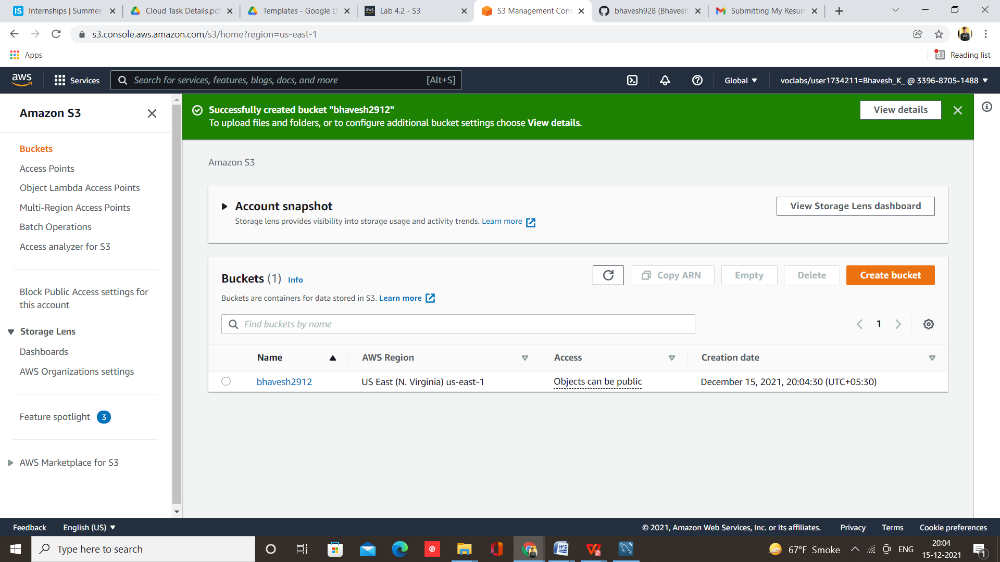 Internships | Summer
Cloud Task Details.pdf
Templates - Google D
Lab 4.2 - S3
S3 Management Cons
bhavesh928 (Bhavesh
Submitting My Resum
s3.console.aws.amazon.com/s3/home?region=us-east-1
Apps
Reading list
aws
Services
Search for services, features, blogs, docs, and more
[Alt+S]
Global
voclabs/user1734211=Bhavesh_K_ @ 3396-8705-1488
Amazon S3
Buckets
Access Points
Object Lambda Access Points
Multi-Region Access Points
Batch Operations
Access analyzer for S3
Block Public Access settings for
this account
Storage Lens
Dashboards
AWS Organizations settings
Feature spotlight 3
AWS Marketplace for S3
Successfully created bucket "bhavesh2912"
To upload files and folders, or to configure additional bucket settings choose View details.
View details
Amazon S3
Account snapshot
Storage lens provides visibility into storage usage and activity trends. Learn more
View Storage Lens dashboard
Buckets (1) Info
Buckets are containers for data stored in S3. Learn more
Copy ARN
Empty
Delete
Create bucket
Find buckets by name
1
Name AWS Region Access Creation date
bhavesh2912 US East (N. Virginia) us-east-1 Objects can be public December 15, 2021, 20:04:30 (UTC+05:30)
Feedback English (US)
© 2021, Amazon Web Services, Inc. or its affiliates. Privacy Terms Cookie preferences
Type here to search
67°F Smoke
ENG
20:04
15-12-2021
1